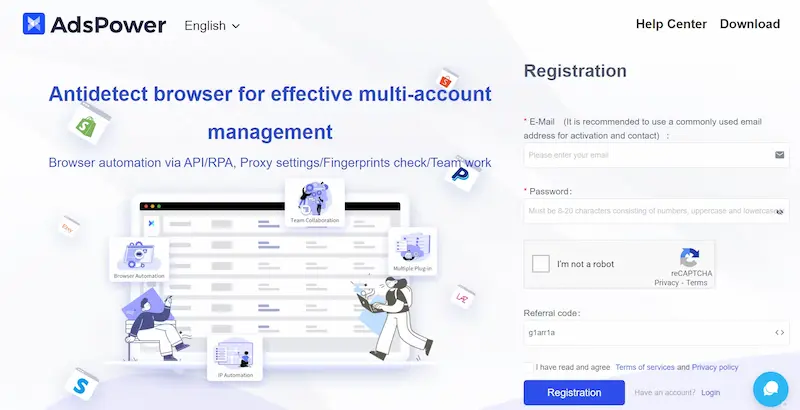 AdsPower
English
Help Center
Download
Antidetect browser for effective multi-account
management
Browser automation via API/RPA, Proxy settings/Fingerprints check/Team work
Team Collaboration
Browser Automation
Multiple Plug-in
IP Automation
Etsy
Registration
* E-Mail (It is recommended to use a commonly used email
address for activation and contact) :
Please enter your email
* Password:
Must be 8-20 characters consisting of numbers, uppercase and lowercase
I'm not a robot
reCAPTCHA
Privacy - Terms
Referral code:
g1arr1a
I have read and agree Terms of services and Privacy policy
Registration
Have an account? Login